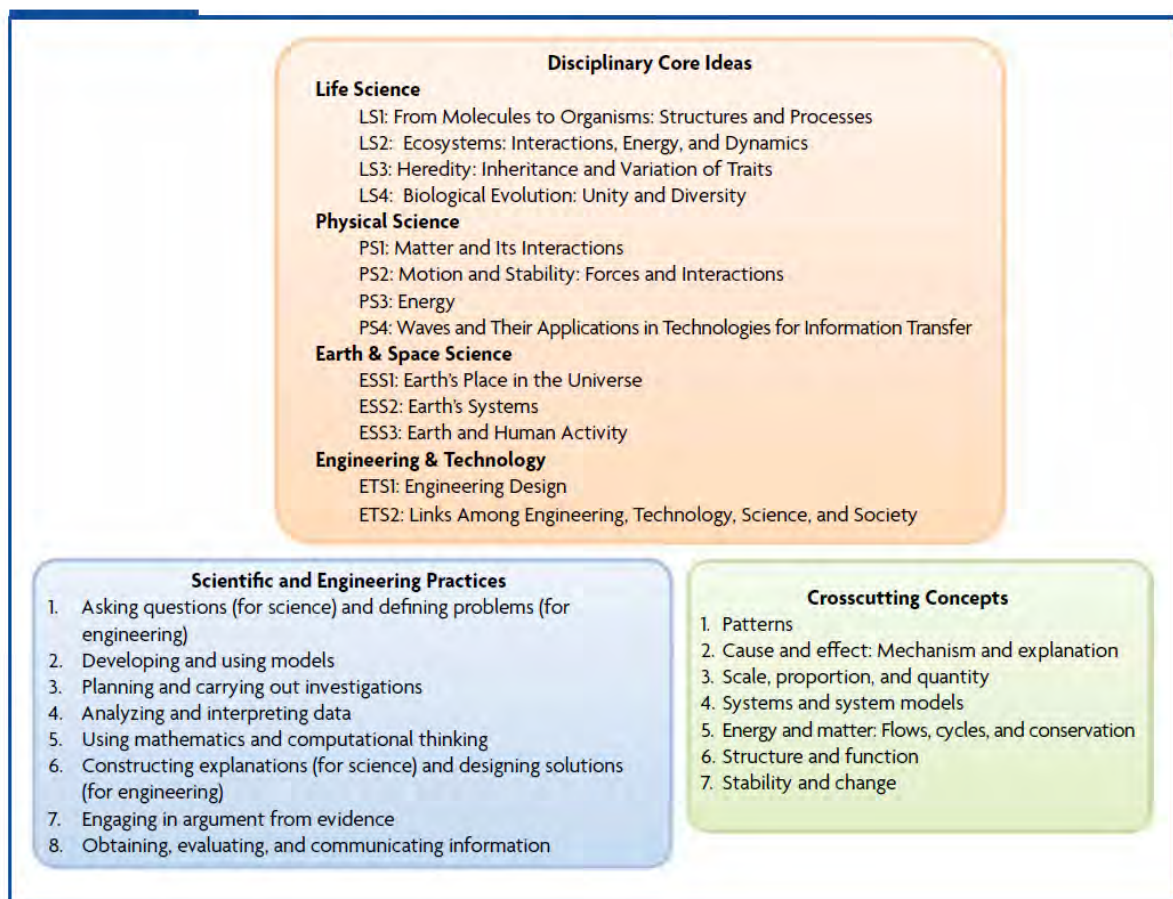 Disciplinary Core Ideas
Life Science
LS1: From Molecules to Organisms: Structures and Processes
LS2: Ecosystems: Interactions, Energy, and Dynamics
LS3: Heredity: Inheritance and Variation of Traits
LS4: Biological Evolution: Unity and Diversity
Physical Science
PS1: Matter and Its Interactions
PS2: Motion and Stability: Forces and Interactions
PS3: Energy
PS4: Waves and Their Applications in Technologies for Information Transfer
Earth & Space Science
ESS1: Earth's Place in the Universe
ESS2: Earth's Systems
ESS3: Earth and Human Activity
Engineering & Technology
ETS1: Engineering Design
ETS2: Links Among Engineering, Technology, Science, and Society
Scientific and Engineering Practices
1. Asking questions (for science) and defining problems (for
engineering)
2. Developing and using models
3. Planning and carrying out investigations
4. Analyzing and interpreting data
5. Using mathematics and computational thinking
6. Constructing explanations (for science) and designing solutions
(for engineering)
7. Engaging in argument from evidence
8. Obtaining, evaluating, and communicating information
Crosscutting Concepts
1. Patterns
2. Cause and effect: Mechanism and explanation
3. Scale, proportion, and quantity
4. Systems and system models
5. Energy and matter: Flows, cycles, and conservation
6. Structure and function
7. Stability and change